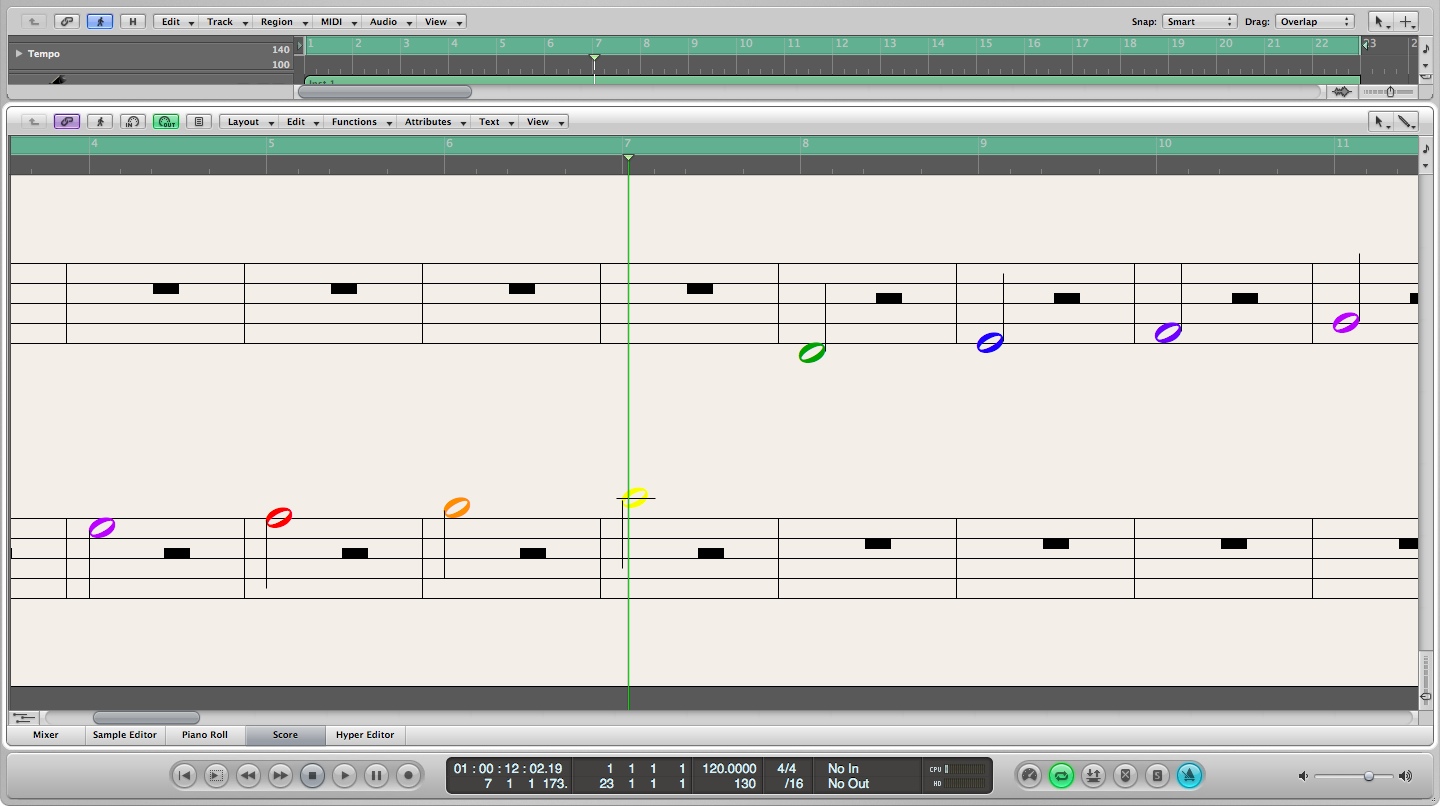 H Edit Track Region MIDI Audio View Snap: Smart Drag: Overlap
Tempo 140 1 2 3 4 5 6 7 8 9 10 11 12 13 14 15 16 17 18 19 20 21 22 23 2
100
IN OUT Layout Edit Functions Attributes Text View
4 5 6 7 8 9 10 11
Mixer Sample Editor Piano Roll Score Hyper Editor
01 : 00 : 12 : 02.19 1 1 1 1 120.0000 4/4 No In CPU
7 1 1 173. 23 1 1 1 130 /16 No Out HD
S